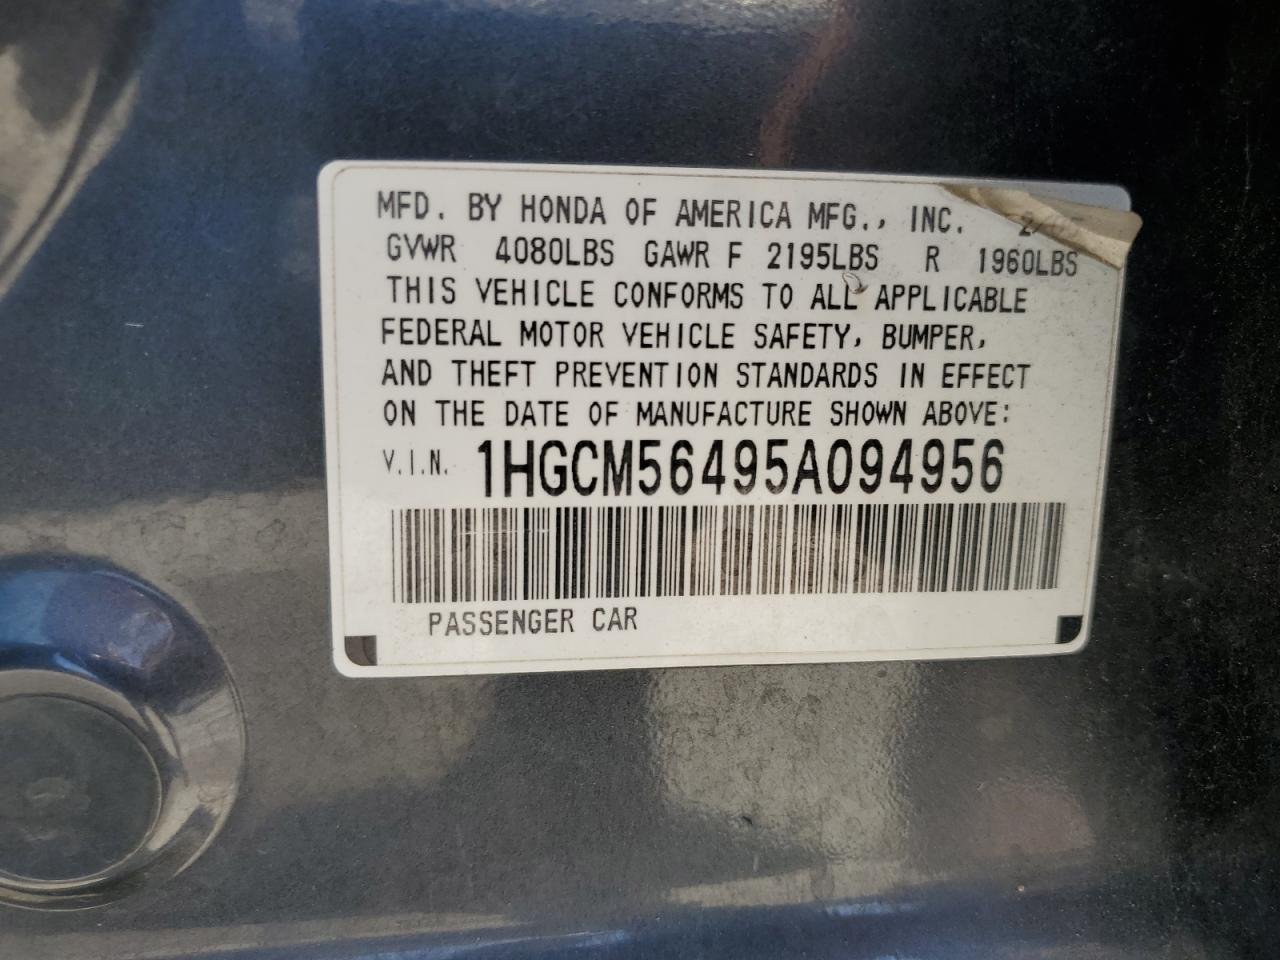 MFD. BY HONDA OF AMERICA MFG., INC.
GVWR 4080LBS GAWR F 2195LBS R 1960LBS
THIS VEHICLE CONFORMS TO ALL APPLICABLE
FEDERAL MOTOR VEHICLE SAFETY, BUMPER,
AND THEFT PREVENTION STANDARDS IN EFFECT
ON THE DATE OF MANUFACTURE SHOWN ABOVE:
V.I.N. 1HGCM56495A094956
PASSENGER CAR